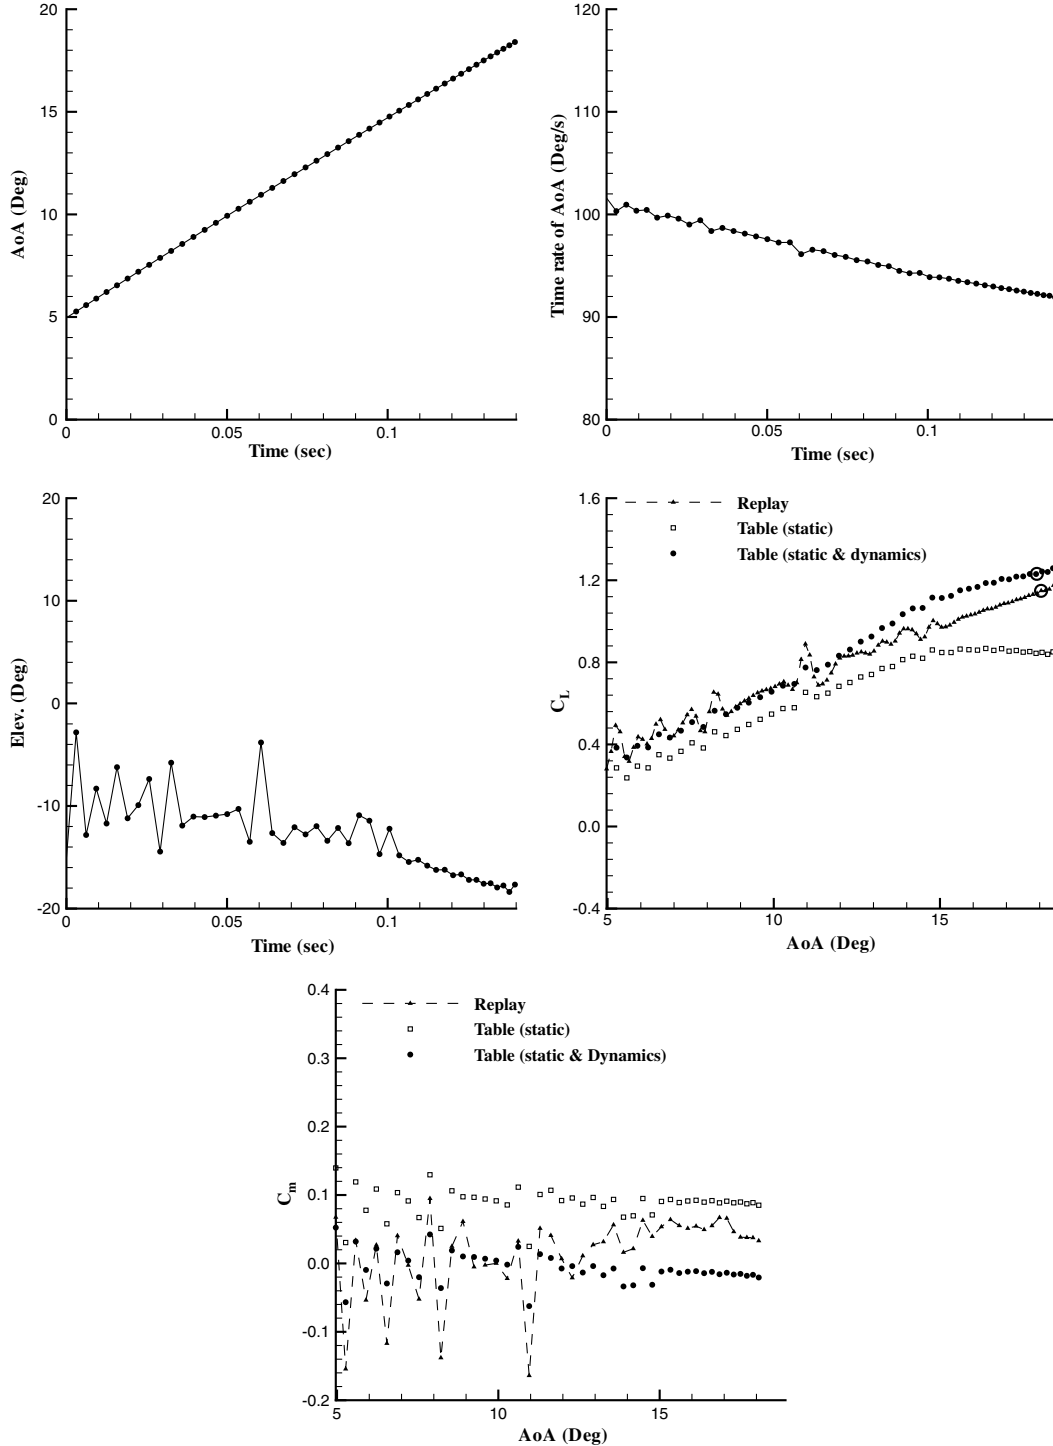 20
15
10
5
0
AoA (Deg)
0
0.05
0.1
Time (sec)
120
110
100
90
80
Time rate of AoA (Deg/s)
0
0.05
0.1
Time (sec)
20
10
0
-10
-20
Elev. (Deg)
0
0.05
0.1
Time (sec)
1.6
1.2
0.8
0.4
0.0
-0.4
C_L
Replay
Table (static)
Table (static & dynamics)
5
10
15
AoA (Deg)
0.4
0.3
0.2
0.1
0.0
-0.1
-0.2
C_m
Replay
Table (static)
Table (static & Dynamics)
5
10
15
AoA (Deg)